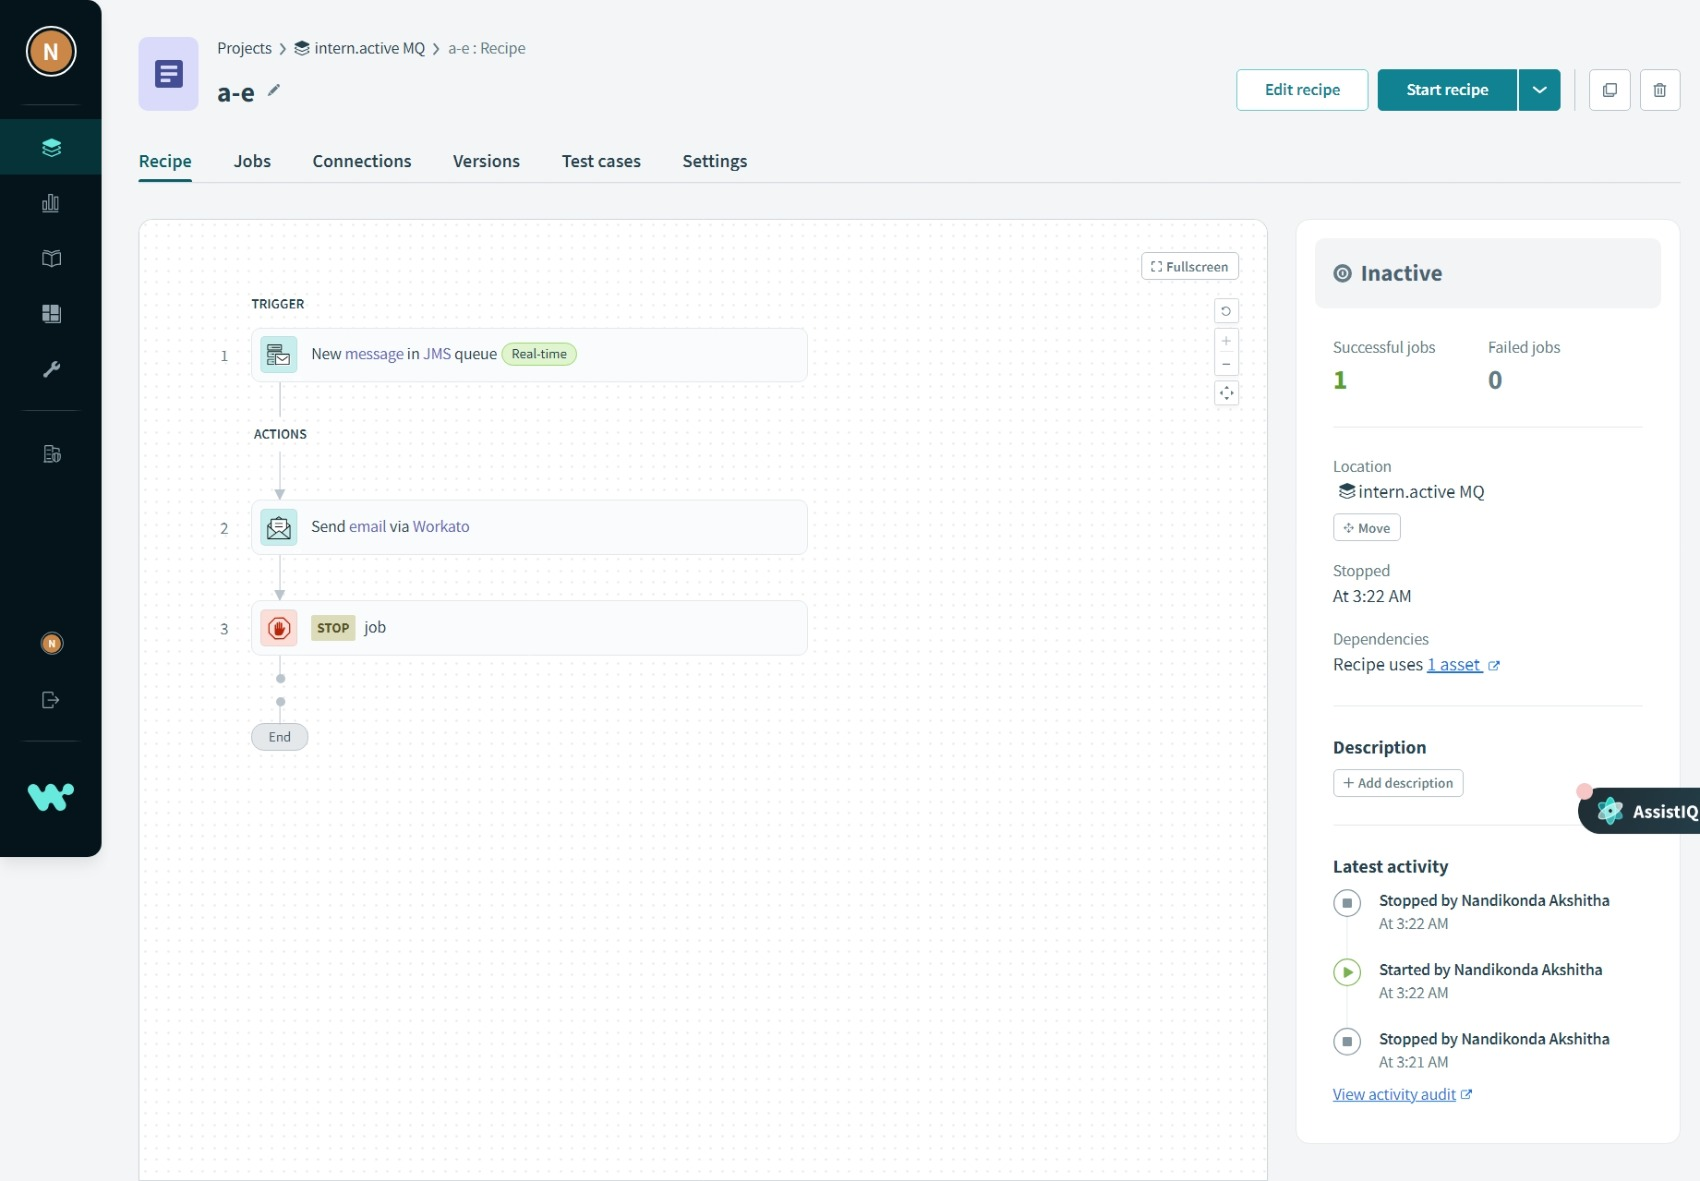 N
Projects > intern.active MQ > a-e : Recipe
a-e
Edit recipe
Start recipe
Recipe
Jobs
Connections
Versions
Test cases
Settings
Fullscreen
TRIGGER
1
New message in JMS queue Real-time
ACTIONS
2
Send email via Workato
3
STOP job
End
Inactive
Successful jobs
1
Failed jobs
0
Location
intern.active MQ
Move
Stopped
At 3:22 AM
Dependencies
Recipe uses 1 asset
Description
+ Add description
AssistIQ
Latest activity
Stopped by Nandikonda Akshitha
At 3:22 AM
Started by Nandikonda Akshitha
At 3:22 AM
Stopped by Nandikonda Akshitha
At 3:21 AM
View activity audit
N